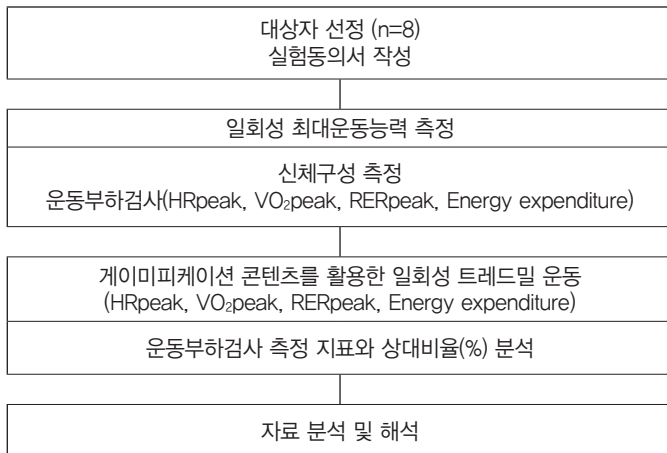 대상자 선정 (n=8)
실험동의서 작성
일회성 최대운동능력 측정
신체구성 측정
운동부하검사(HRpeak, VO₂peak, RERpeak, Energy expenditure)
게이미피케이션 콘텐츠를 활용한 일회성 트레드밀 운동
(HRpeak, VO₂peak, RERpeak, Energy expenditure)
운동부하검사 측정 지표와 상대비율(%) 분석
자료 분석 및 해석